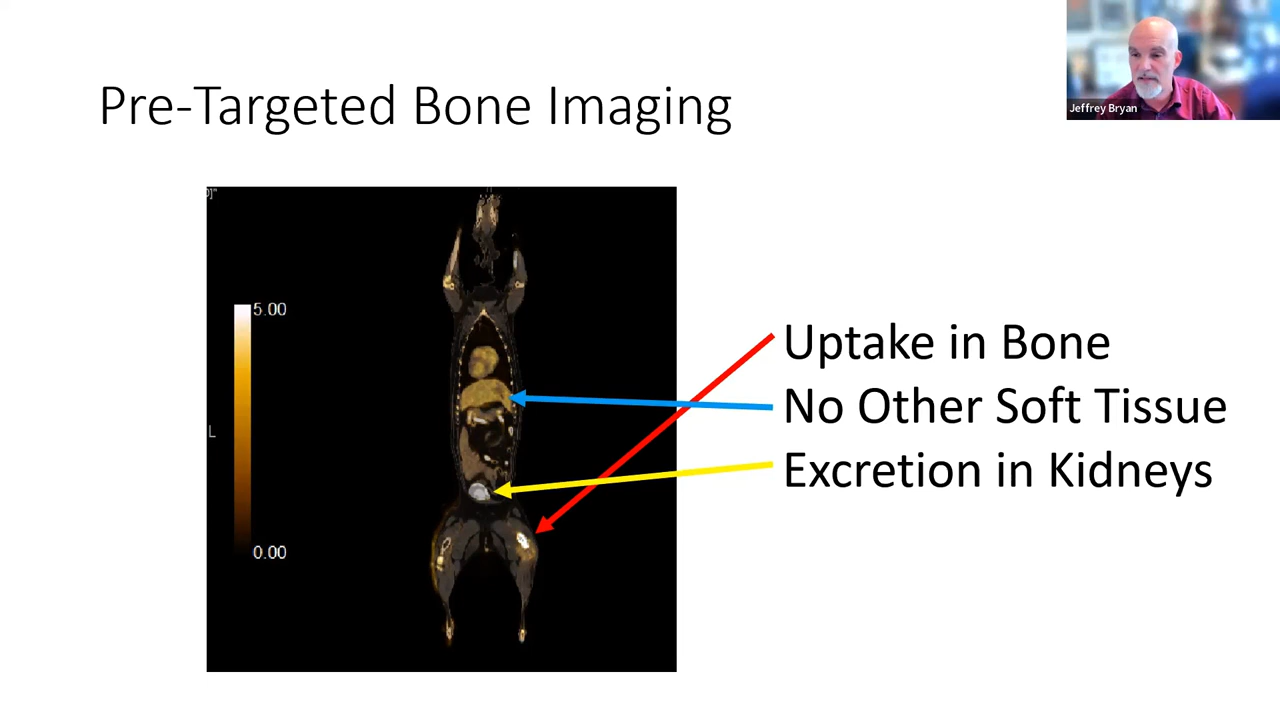 Pre-Targeted Bone Imaging
Jeffrey Bryan
5.00
L
0.00
Uptake in Bone
No Other Soft Tissue
Excretion in Kidneys